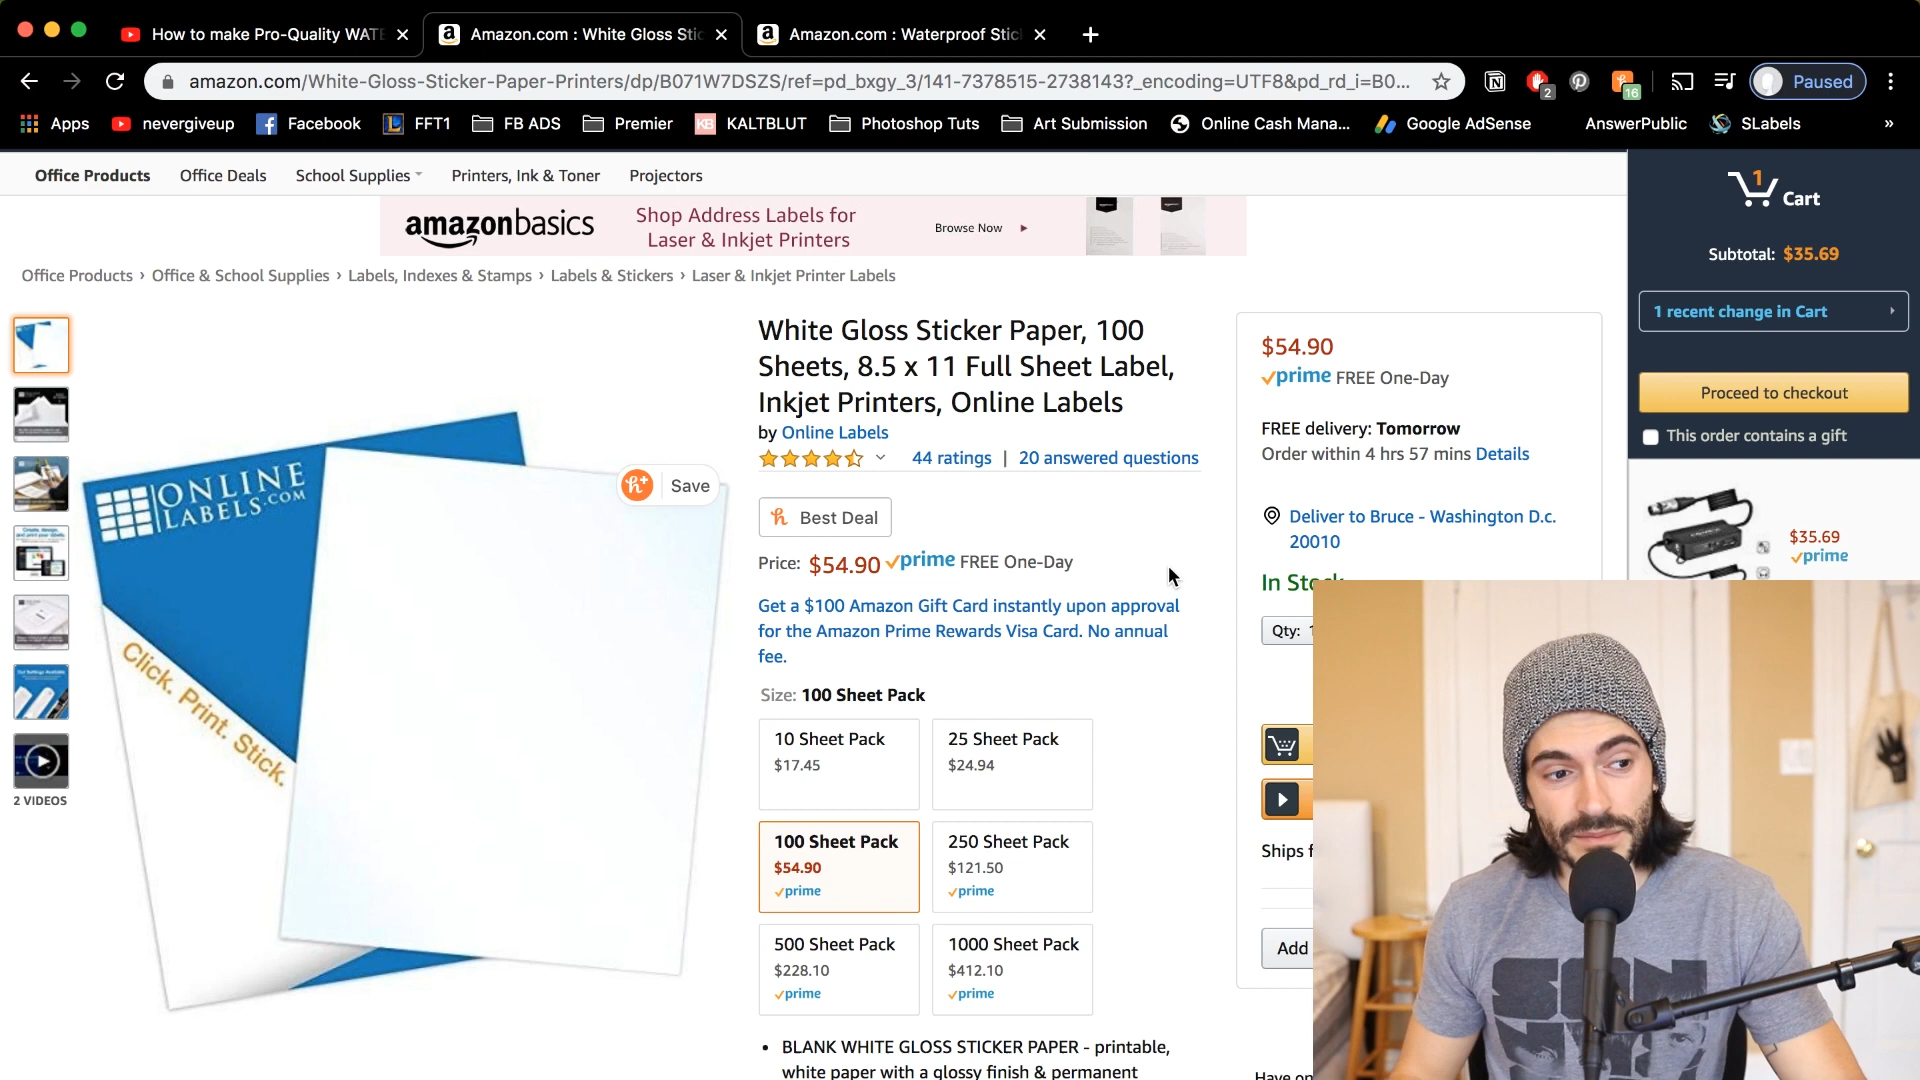 How to make Pro-Quality WATE
Amazon.com : White Gloss Stic
Amazon.com : Waterproof Stic
amazon.com/White-Gloss-Sticker-Paper-Printers/dp/B071W7DSZS/ref=pd_bxgy_3/141-7378515-2738143?_encoding=UTF8&pd_rd_i=B0...
2
16
Paused
Apps
nevergiveup
Facebook
FFT1
FB ADS
Premier
KB KALTBLUT
Photoshop Tuts
Art Submission
Online Cash Mana...
Google AdSense
AnswerPublic
SLabels
»
Office Products
Office Deals
School Supplies
Printers, Ink & Toner
Projectors
amazonbasics
Shop Address Labels for
Laser & Inkjet Printers
Browse Now
1
Cart
Subtotal: $35.69
1 recent change in Cart
Proceed to checkout
This order contains a gift
$35.69
prime
Office Products › Office & School Supplies › Labels, Indexes & Stamps › Labels & Stickers › Laser & Inkjet Printer Labels
2 VIDEOS
ONLINE
LABELS.COM
Click. Print. Stick.
Save
White Gloss Sticker Paper, 100
Sheets, 8.5 x 11 Full Sheet Label,
Inkjet Printers, Online Labels
by Online Labels
44 ratings | 20 answered questions
Best Deal
Price: $54.90 prime FREE One-Day
Get a $100 Amazon Gift Card instantly upon approval
for the Amazon Prime Rewards Visa Card. No annual
fee.
Size: 100 Sheet Pack
10 Sheet Pack
$17.45
25 Sheet Pack
$24.94
100 Sheet Pack
$54.90
prime
250 Sheet Pack
$121.50
prime
500 Sheet Pack
$228.10
prime
1000 Sheet Pack
$412.10
prime
• BLANK WHITE GLOSS STICKER PAPER - printable,
white paper with a glossy finish & permanent
$54.90
prime FREE One-Day
FREE delivery: Tomorrow
Order within 4 hrs 57 mins Details
Deliver to Bruce - Washington D.c.
20010
In Stock
Qty: 1
Ships f
Add
Have on